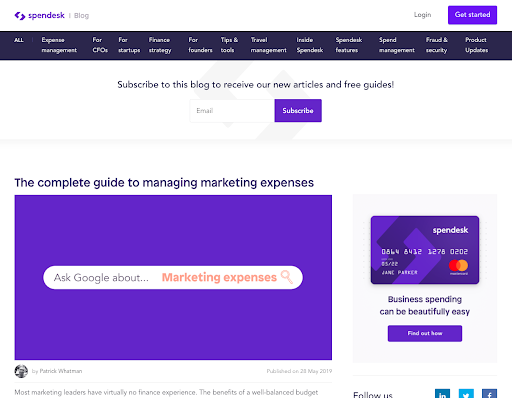 spendesk | Blog
Login
Get started
ALL
Expense management
For CFOs
For startups
Finance strategy
For founders
Tips & tools
Travel management
Inside Spendesk
Spendesk features
Spend management
Fraud & security
Product Updates
Subscribe to this blog to receive our new articles and free guides!
Email
Subscribe
The complete guide to managing marketing expenses
Ask Google about... Marketing expenses
by Patrick Whatman
Published on 28 May 2019
Most marketing leaders have virtually no finance experience. The benefits of a well-balanced budget
spendesk
0864 8412 1278 0202
03/22
JANE PARKER
mastercard
Business spending
can be beautifully easy
Find out how
Follow us